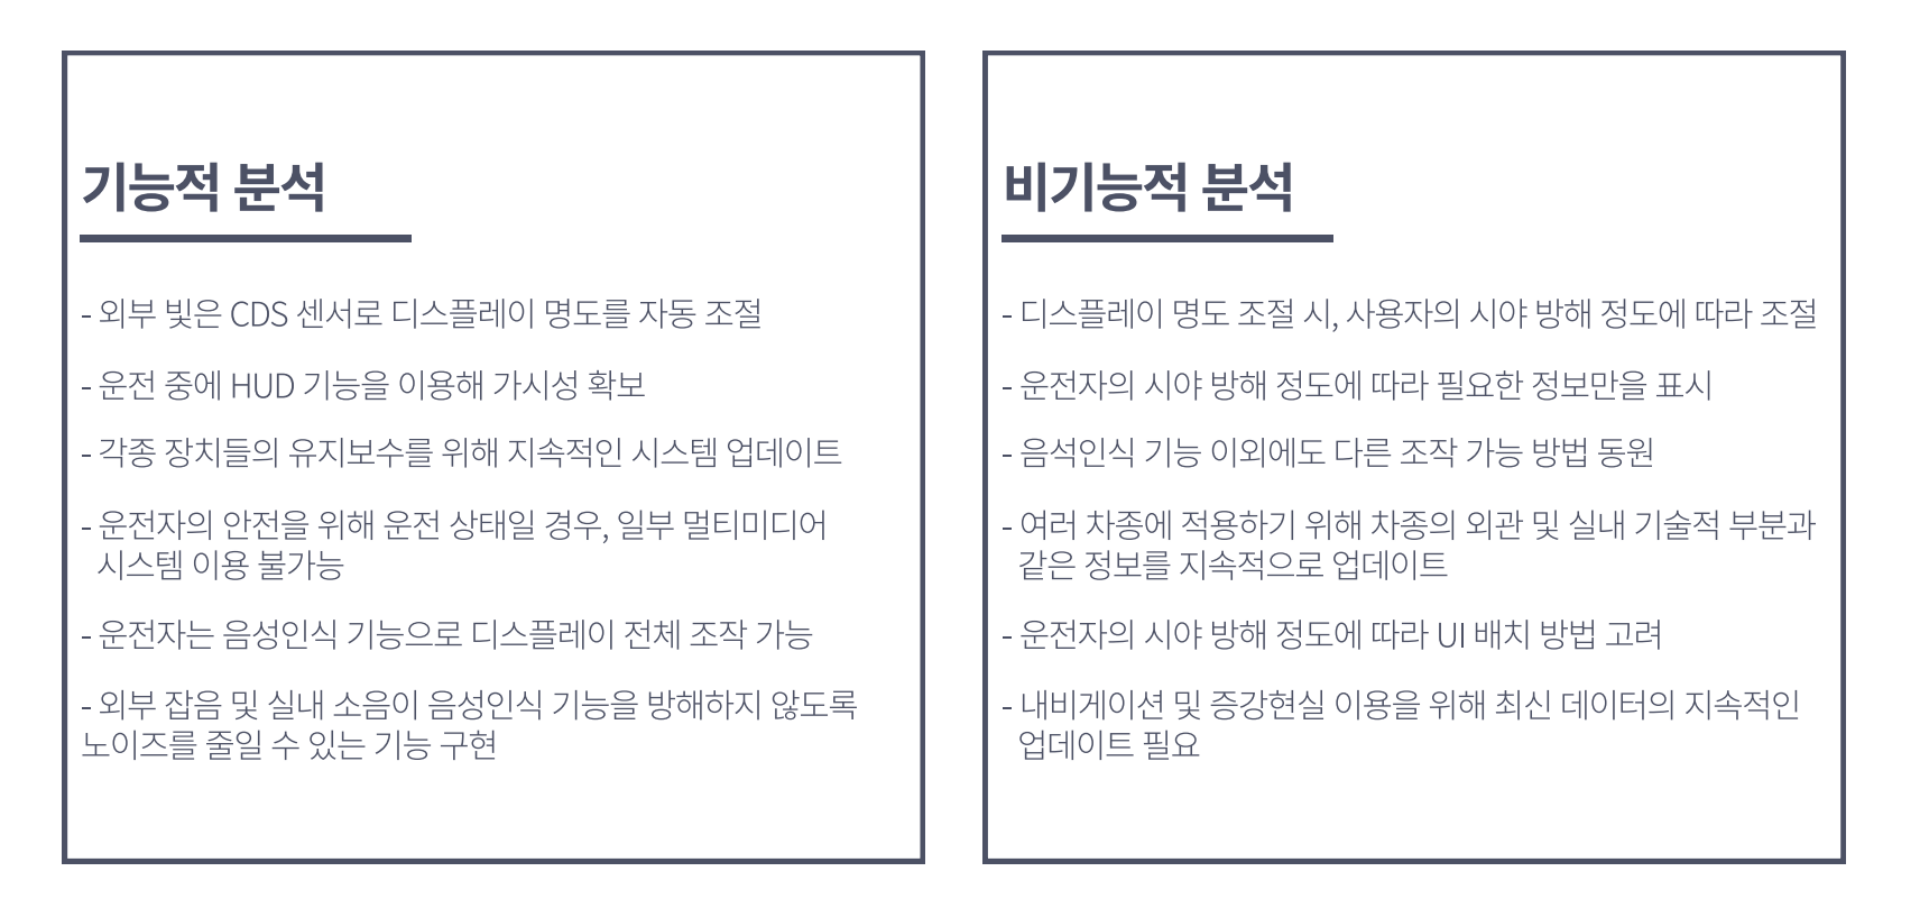 기능적 분석
- 외부 빛은 CDS 센서로 디스플레이 명도를 자동 조절
- 운전 중에 HUD 기능을 이용해 가시성 확보
- 각종 장치들의 유지보수를 위해 지속적인 시스템 업데이트
- 운전자의 안전을 위해 운전 상태일 경우, 일부 멀티미디어
시스템 이용 불가능
- 운전자는 음성인식 기능으로 디스플레이 전체 조작 가능
- 외부 잡음 및 실내 소음이 음성인식 기능을 방해하지 않도록
노이즈를 줄일 수 있는 기능 구현
비기능적 분석
- 디스플레이 명도 조절 시, 사용자의 시야 방해 정도에 따라 조절
- 운전자의 시야 방해 정도에 따라 필요한 정보만을 표시
- 음석인식 기능 이외에도 다른 조작 가능 방법 동원
- 여러 차종에 적용하기 위해 차종의 외관 및 실내 기술적 부분과
같은 정보를 지속적으로 업데이트
- 운전자의 시야 방해 정도에 따라 UI 배치 방법 고려
- 내비게이션 및 증강현실 이용을 위해 최신 데이터의 지속적인
업데이트 필요